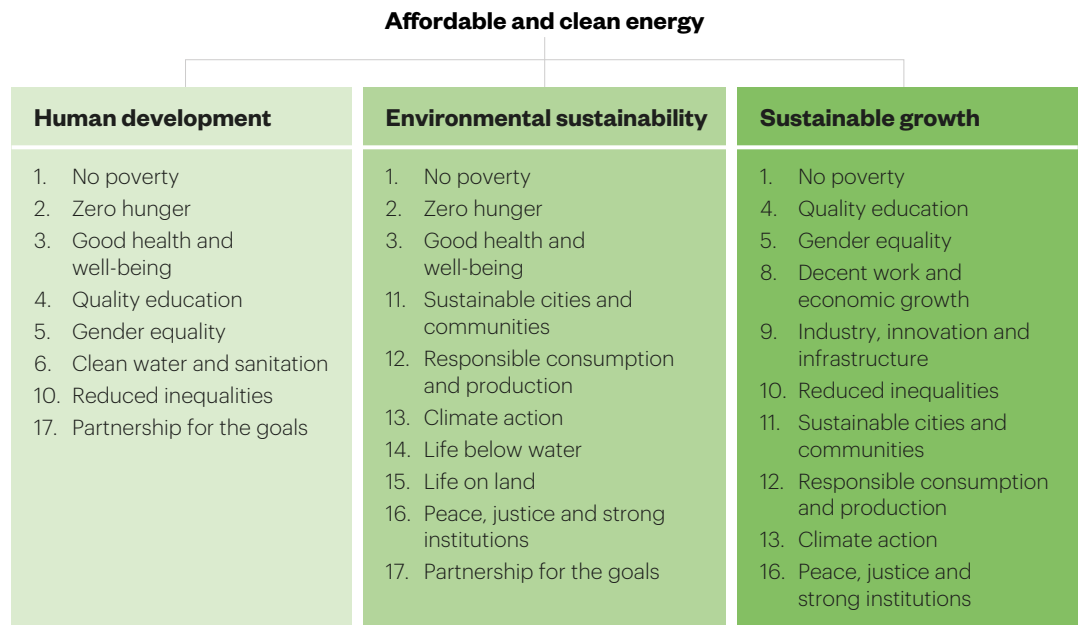 Affordable and clean energy
Human development
1. No poverty
2. Zero hunger
3. Good health and
well-being
4. Quality education
5. Gender equality
6. Clean water and sanitation
10. Reduced inequalities
17. Partnership for the goals
Environmental sustainability
1. No poverty
2. Zero hunger
3. Good health and
well-being
11. Sustainable cities and
communities
12. Responsible consumption
and production
13. Climate action
14. Life below water
15. Life on land
16. Peace, justice and strong
institutions
17. Partnership for the goals
Sustainable growth
1. No poverty
4. Quality education
5. Gender equality
8. Decent work and
economic growth
9. Industry, innovation and
infrastructure
10. Reduced inequalities
11. Sustainable cities and
communities
12. Responsible consumption
and production
13. Climate action
16. Peace, justice and
strong institutions